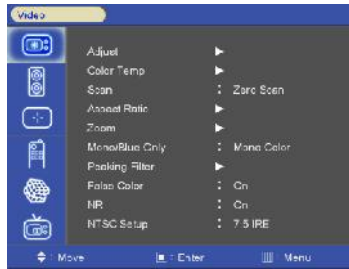 Video
Adjust
Color Temp
Scan : Zero Scan
Aspect Ratio
Zoom
Mono/Blue Only : Mono Color
Peaking Filter
False Color : On
NR : On
NTSC Setup : 7.5 IRE
: Move : Enter : Menu